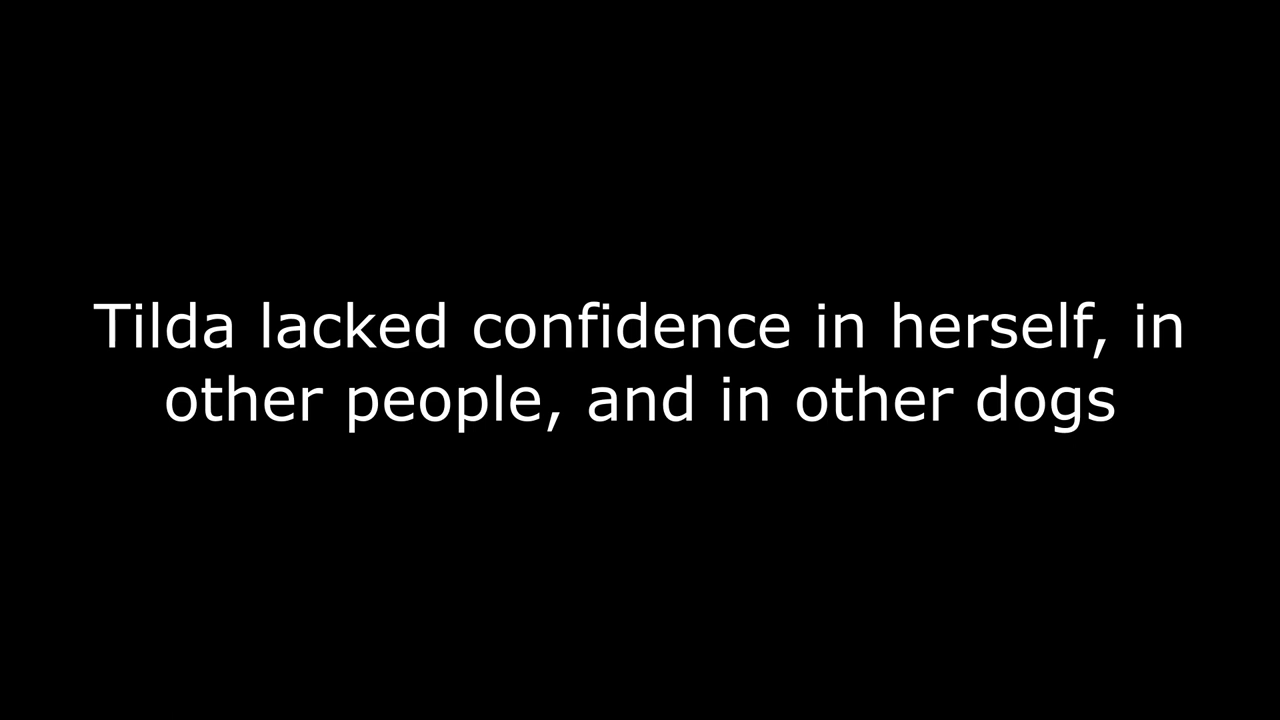 Tilda lacked confidence in herself, in
other people, and in other dogs